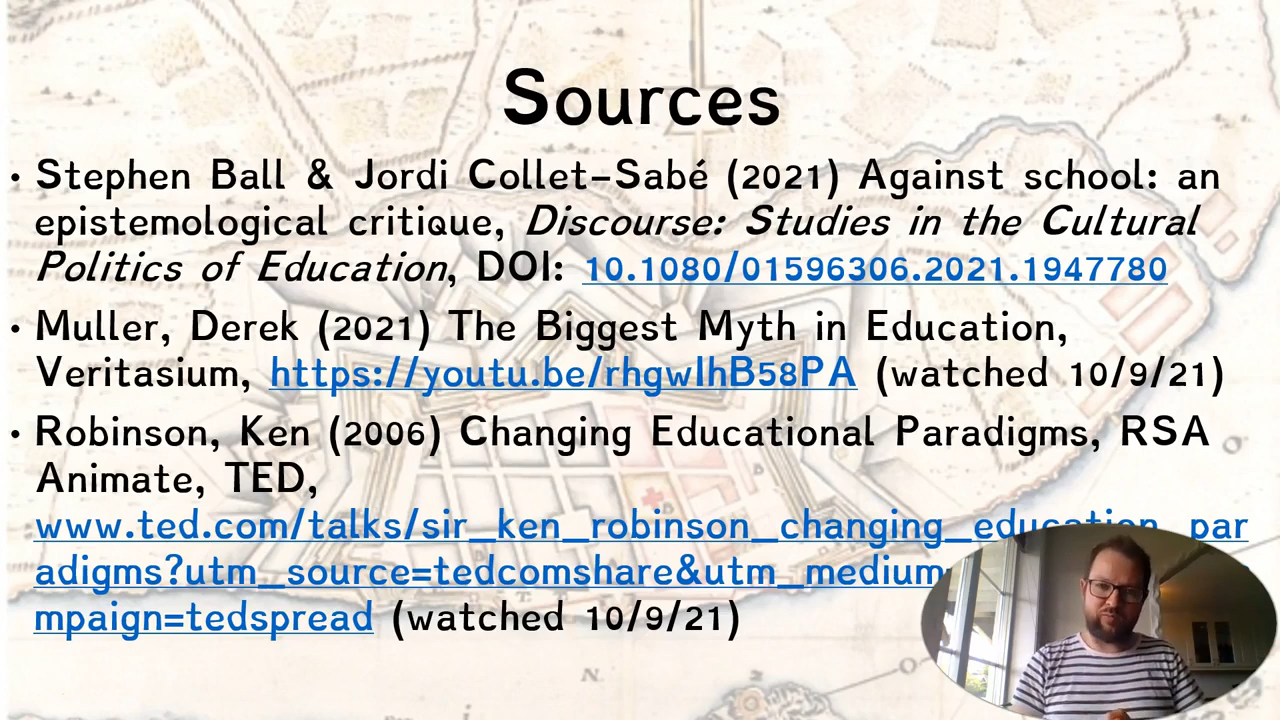 Sources
• Stephen Ball & Jordi Collet-Sabé (2021) Against school: an
epistemological critique, Discourse: Studies in the Cultural
Politics of Education, DOI: 10.1080/01596306.2021.1947780
• Muller, Derek (2021) The Biggest Myth in Education,
Veritasium, https://youtu.be/rhgwIhB58PA (watched 10/9/21)
• Robinson, Ken (2006) Changing Educational Paradigms, RSA
Animate, TED,
www.ted.com/talks/sir_ken_robinson_changing_education_par
adigms?utm_source=tedcomshare&utm_medium
mpaign=tedspread (watched 10/9/21)
N.